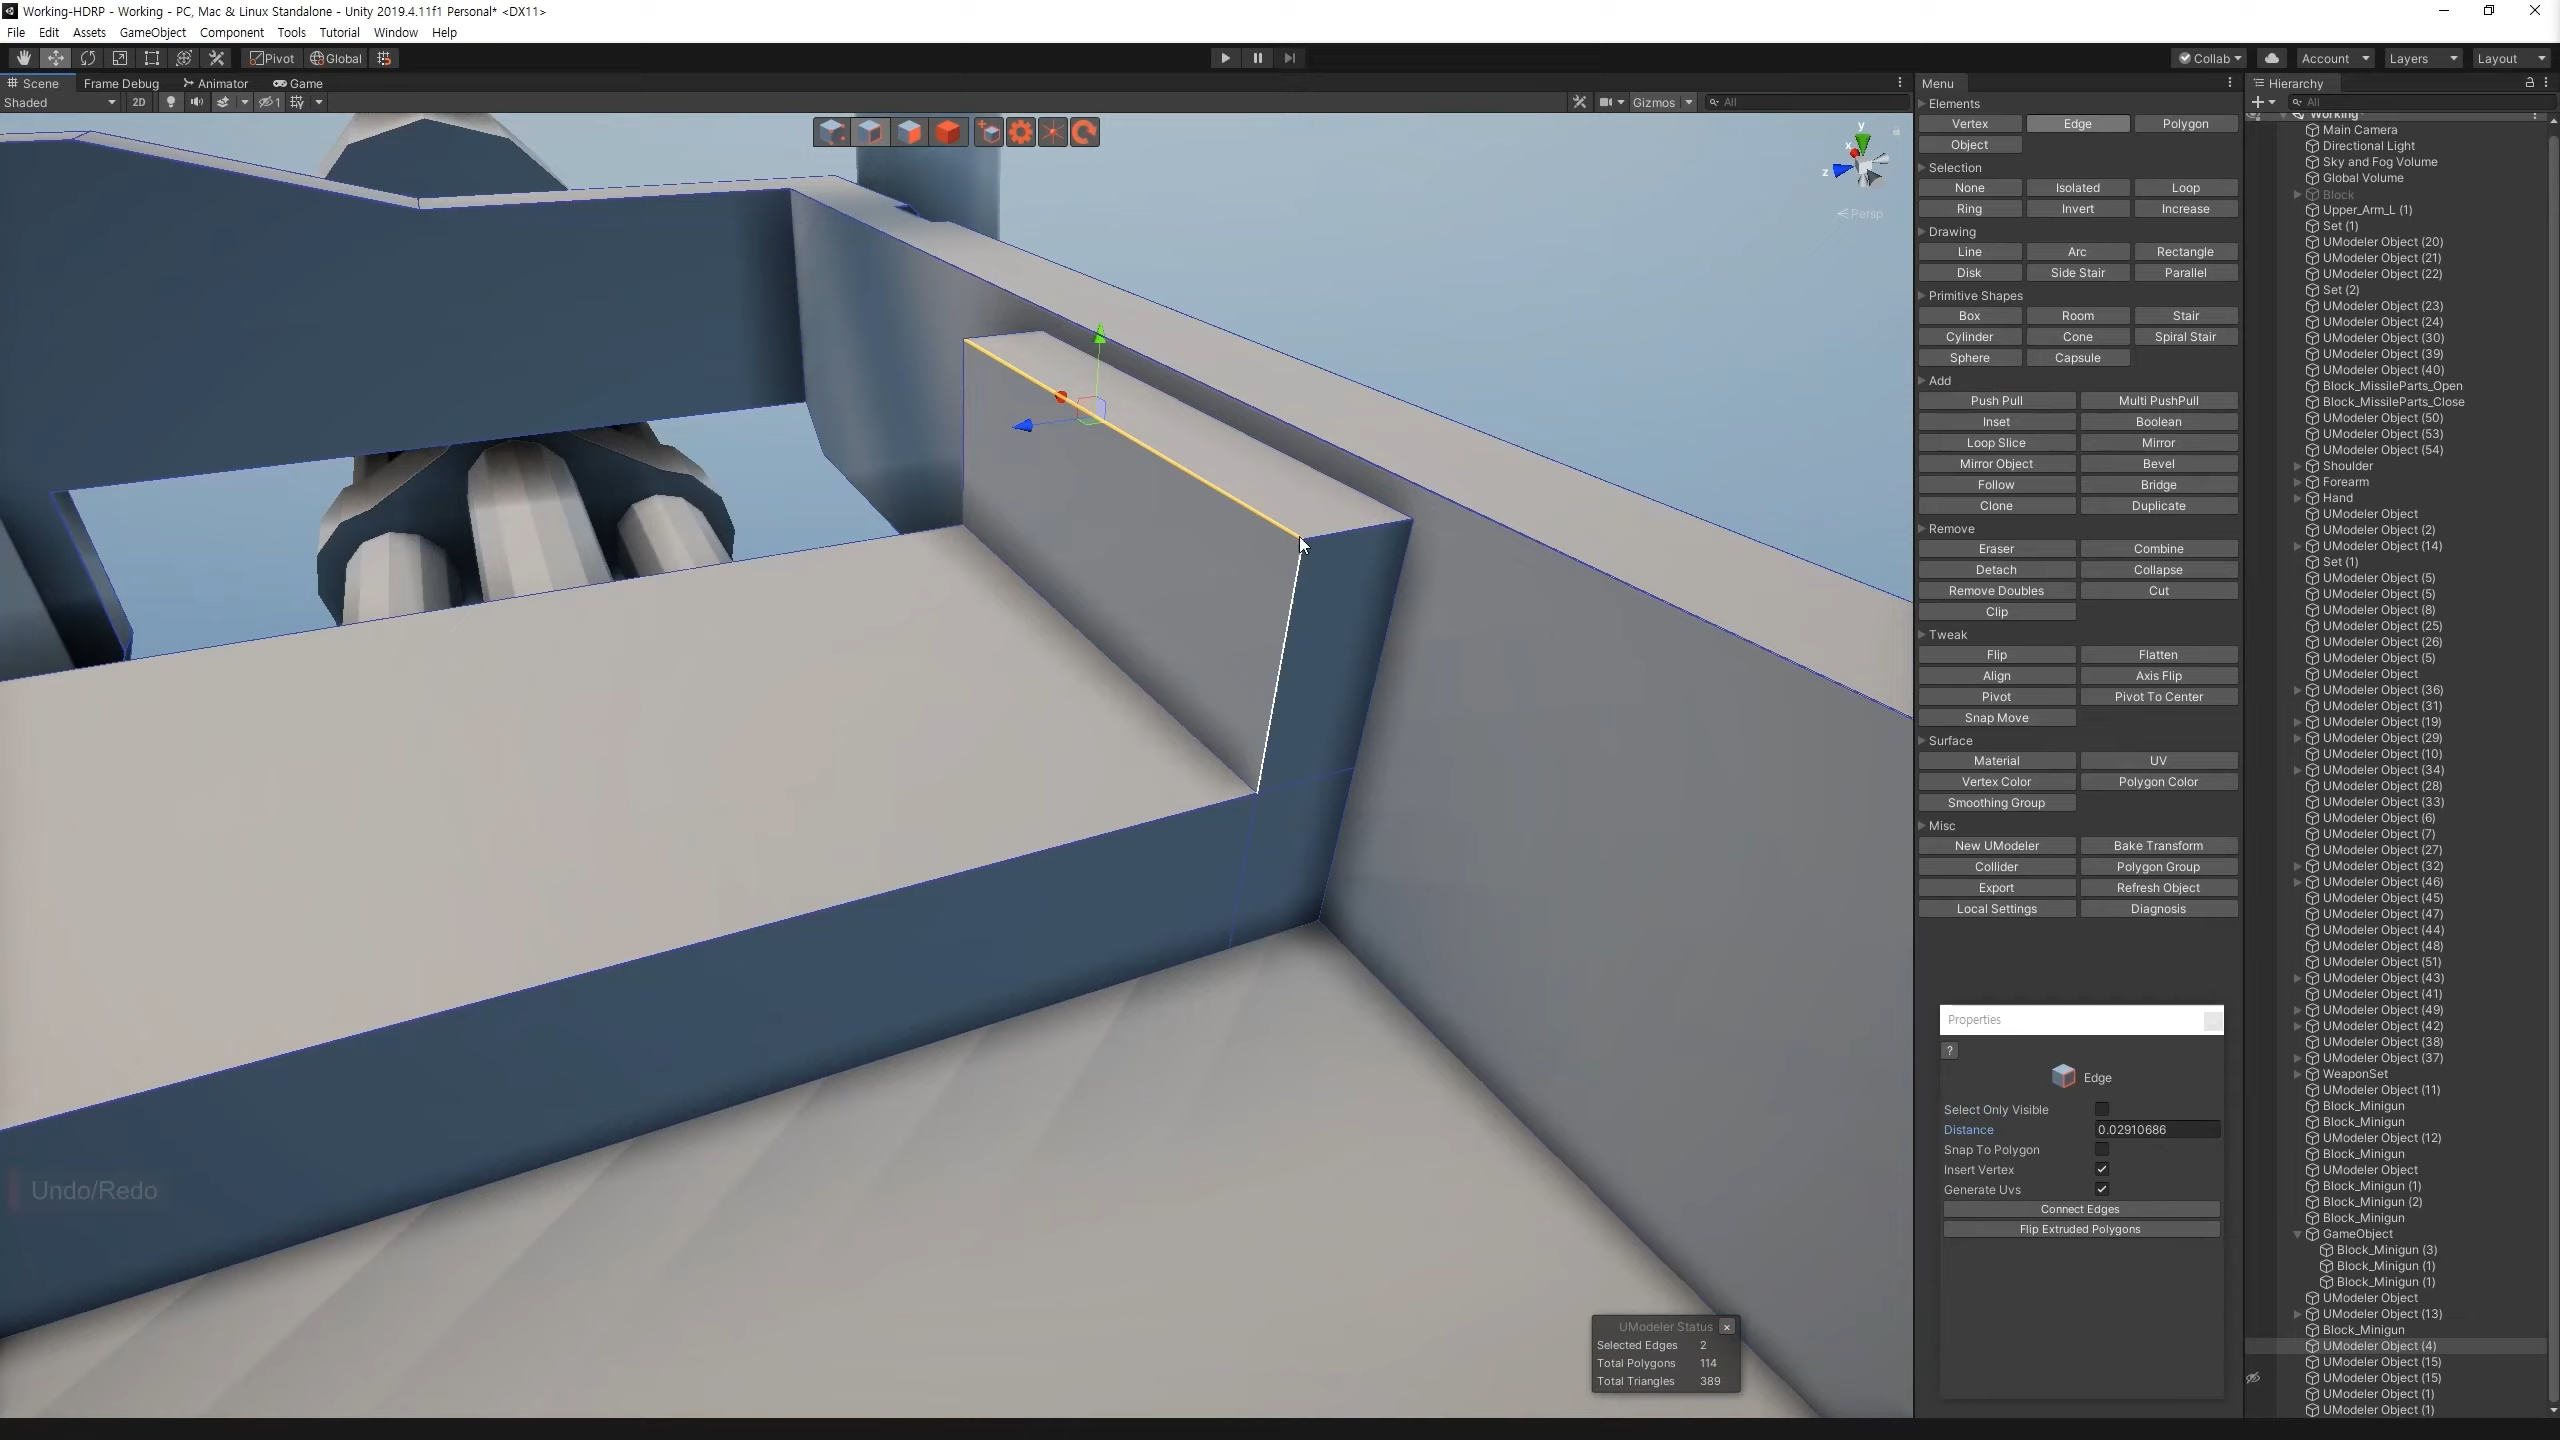 Working-HDRP - Working - PC, Mac & Linux Standalone - Unity 2019.4.11f1 Personal* <DX11>
File Edit Assets GameObject Component Tools Tutorial Window Help
Pivot Global Collab Account Layers Layout
Scene Frame Debug Animator Game
Shaded 2D 1 Gizmos All
y
x
z
Persp
Undo/Redo
UModeler Status
Selected Edges 2
Total Polygons 114
Total Triangles 389
Menu
Elements
Vertex Edge Polygon
Object
Selection
None Isolated Loop
Ring Invert Increase
Drawing
Line Arc Rectangle
Disk Side Stair Parallel
Primitive Shapes
Box Room Stair
Cylinder Cone Spiral Stair
Sphere Capsule
Add
Push Pull Multi PushPull
Inset Boolean
Loop Slice Mirror
Mirror Object Bevel
Follow Bridge
Clone Duplicate
Remove
Eraser Combine
Detach Collapse
Remove Doubles Cut
Clip
Tweak
Flip Flatten
Align Axis Flip
Pivot Pivot To Center
Snap Move
Surface
Material UV
Vertex Color Polygon Color
Smoothing Group
Misc
New UModeler Bake Transform
Collider Polygon Group
Export Refresh Object
Local Settings Diagnosis
Properties
?
Edge
Select Only Visible
Distance 0.02910686
Snap To Polygon
Insert Vertex
Generate Uvs
Connect Edges
Flip Extruded Polygons
Hierarchy
All
Working
Main Camera
Directional Light
Sky and Fog Volume
Global Volume
Block
Upper_Arm_L (1)
Set (1)
UModeler Object (20)
UModeler Object (21)
UModeler Object (22)
Set (2)
UModeler Object (23)
UModeler Object (24)
UModeler Object (30)
UModeler Object (39)
UModeler Object (40)
Block_MissileParts_Open
Block_MissileParts_Close
UModeler Object (50)
UModeler Object (53)
UModeler Object (54)
Shoulder
Forearm
Hand
UModeler Object
UModeler Object (2)
UModeler Object (14)
Set (1)
UModeler Object (5)
UModeler Object (5)
UModeler Object (8)
UModeler Object (25)
UModeler Object (26)
UModeler Object (5)
UModeler Object
UModeler Object (36)
UModeler Object (31)
UModeler Object (19)
UModeler Object (29)
UModeler Object (10)
UModeler Object (34)
UModeler Object (28)
UModeler Object (33)
UModeler Object (6)
UModeler Object (7)
UModeler Object (27)
UModeler Object (32)
UModeler Object (46)
UModeler Object (45)
UModeler Object (47)
UModeler Object (44)
UModeler Object (48)
UModeler Object (51)
UModeler Object (43)
UModeler Object (41)
UModeler Object (49)
UModeler Object (42)
UModeler Object (38)
UModeler Object (37)
WeaponSet
UModeler Object (11)
Block_Minigun
Block_Minigun
UModeler Object (12)
Block_Minigun
UModeler Object
Block_Minigun (1)
Block_Minigun (2)
Block_Minigun
GameObject
Block_Minigun (3)
Block_Minigun (1)
Block_Minigun (1)
UModeler Object
UModeler Object (13)
Block_Minigun
UModeler Object (4)
UModeler Object (15)
UModeler Object (15)
UModeler Object (1)
UModeler Object (1)